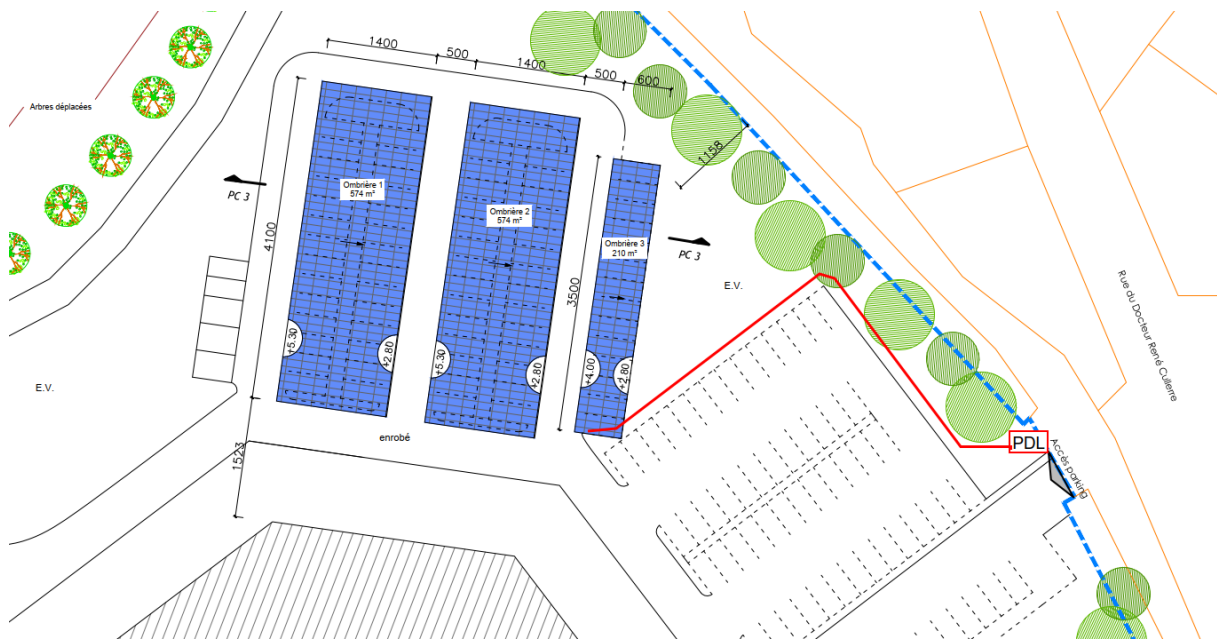 1400
500
1400
500
600
Arbres déplacées
1158
PC 3
Ombrière 1
574 m²
Ombrière 2
574 m²
Ombrière 3
210 m²
PC 3
4100
3500
E.V.
Rue du Docteur René Cullerre
+5.30
+2.80
+5.30
+2.80
+4.00
+2.80
E.V.
enrobé
1523
PDL
Accès parking